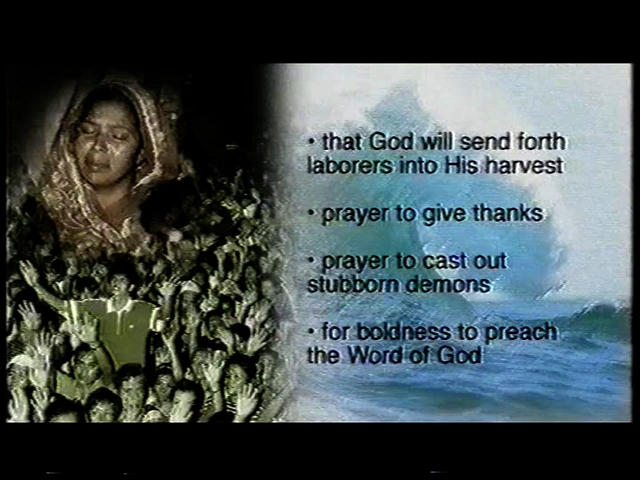 • that God will send forth
laborers into His harvest
• prayer to give thanks
• prayer to cast out
stubborn demons
• for boldness to preach
the Word of God